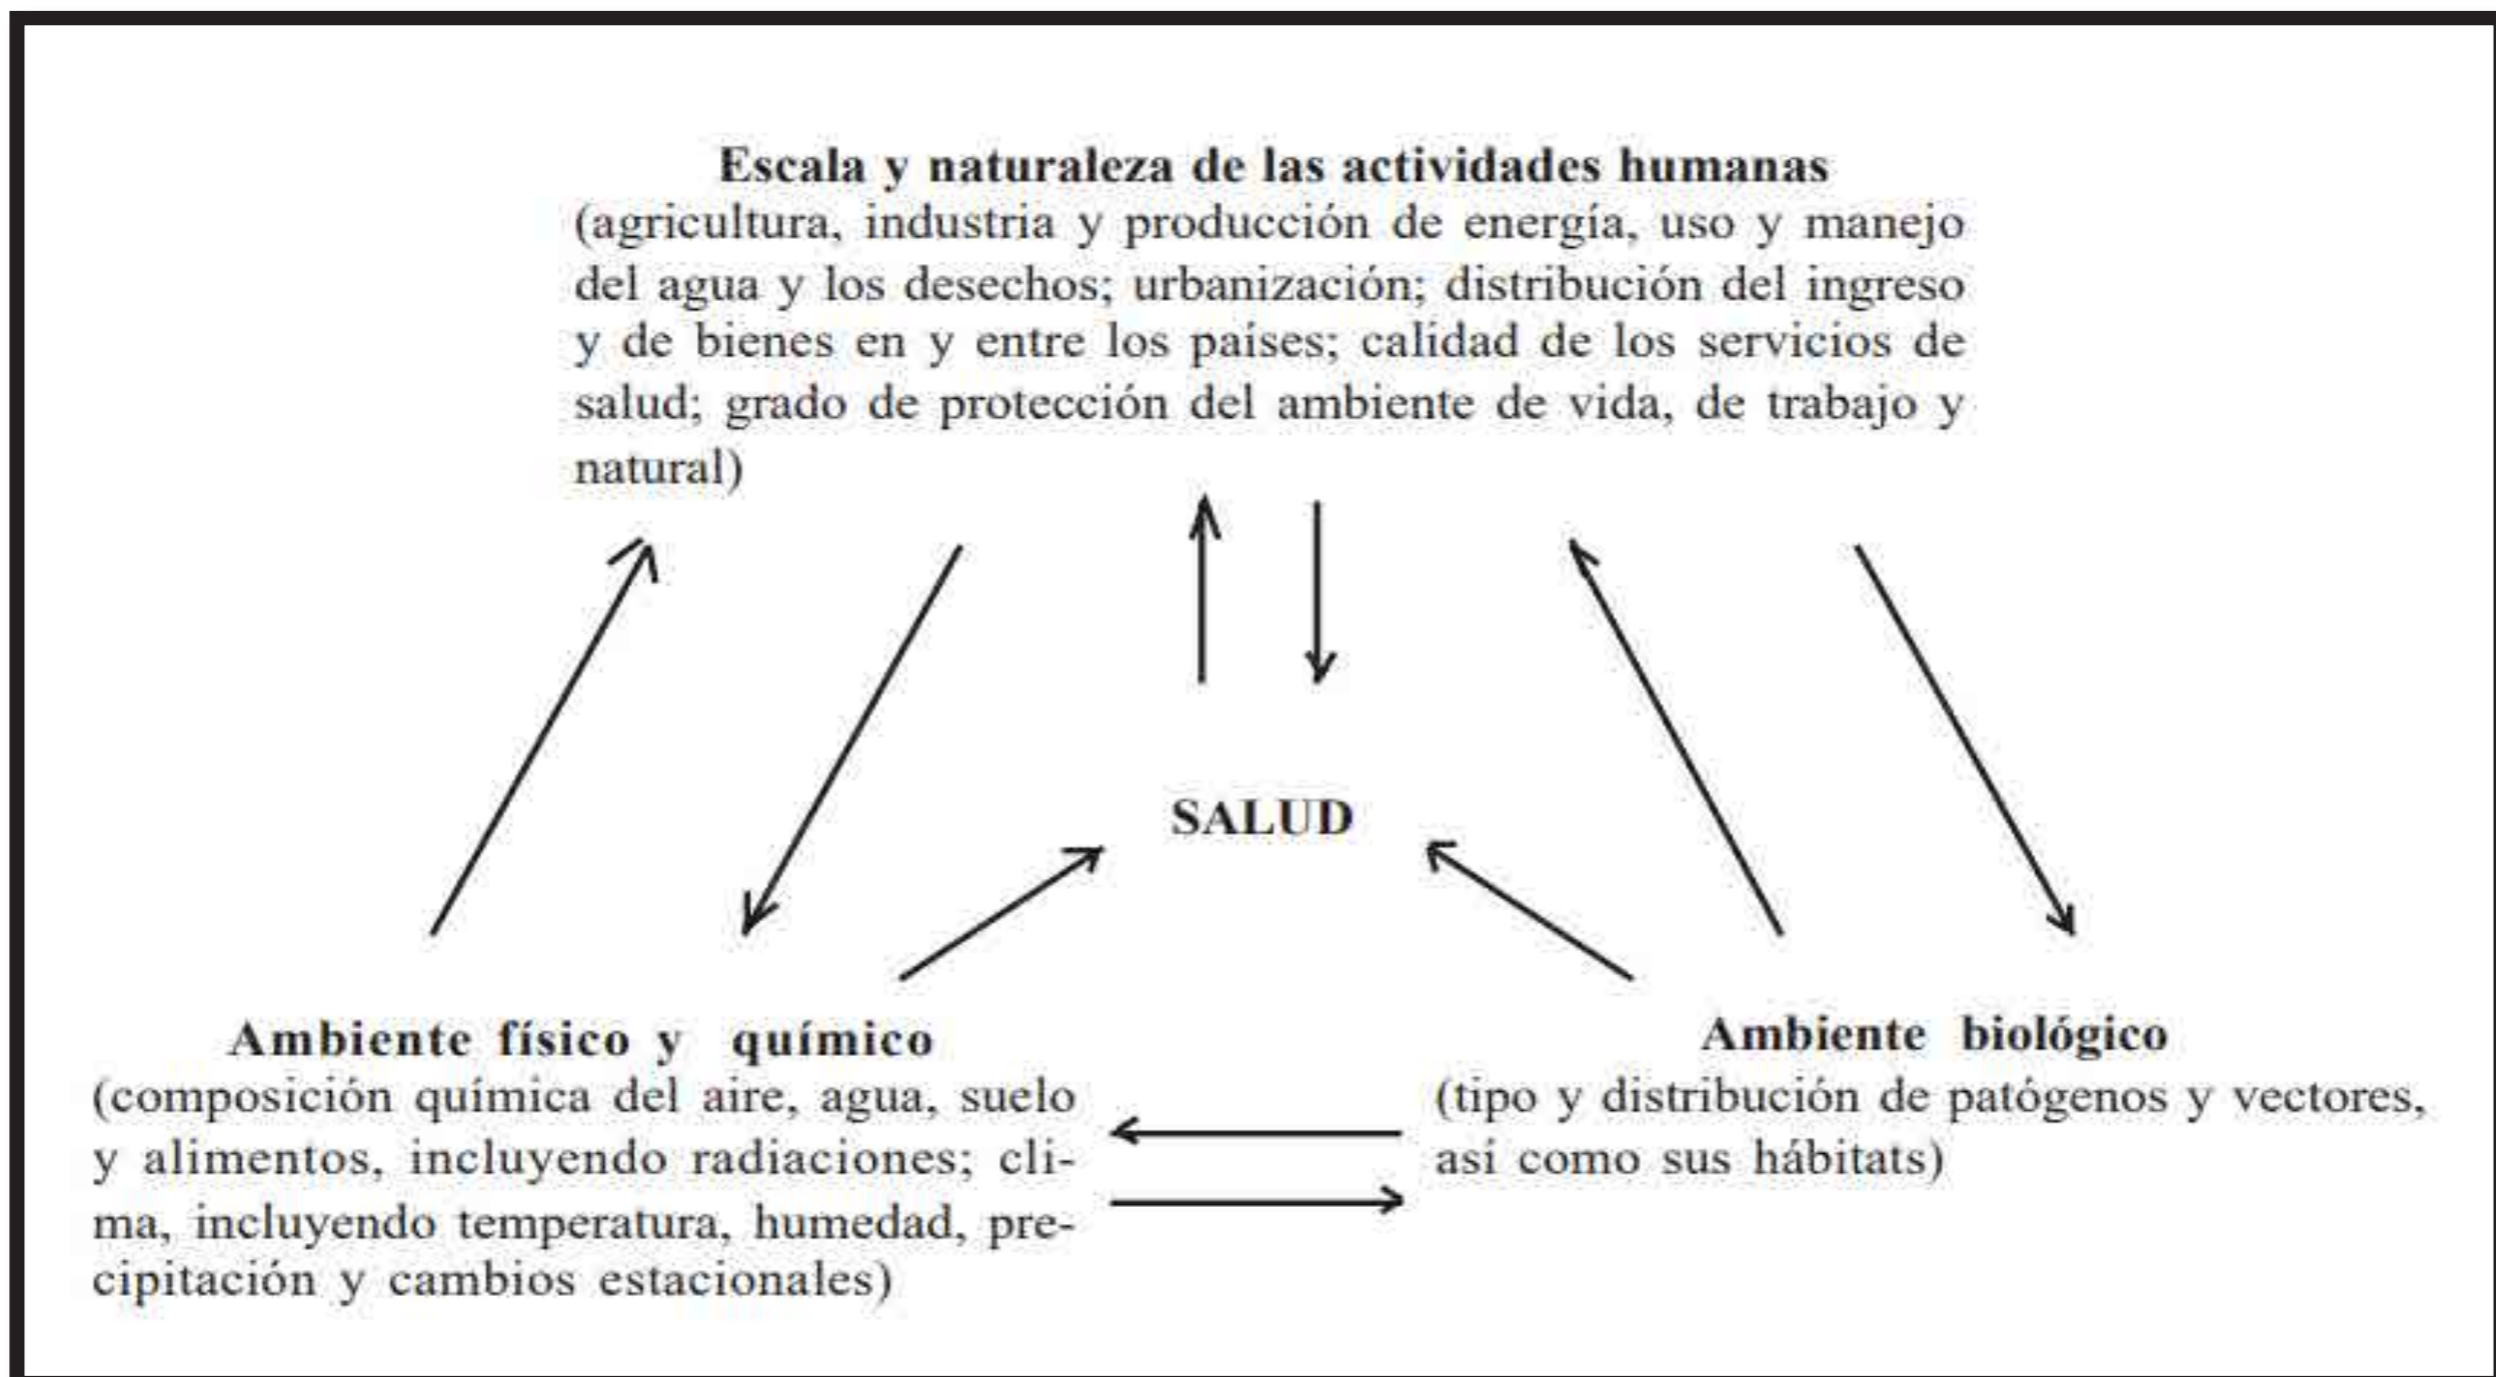 Escala y naturaleza de las actividades humanas
(agricultura, industria y producción de energía, uso y manejo
del agua y los desechos; urbanización; distribución del ingreso
y de bienes en y entre los países; calidad de los servicios de
salud; grado de protección del ambiente de vida, de trabajo y
natural)
SALUD
Ambiente físico y químico
(composición química del aire, agua, suelo
y alimentos, incluyendo radiaciones; cli-
ma, incluyendo temperatura, humedad, pre-
cipitación y cambios estacionales)
Ambiente biológico
(tipo y distribución de patógenos y vectores,
así como sus hábitats)